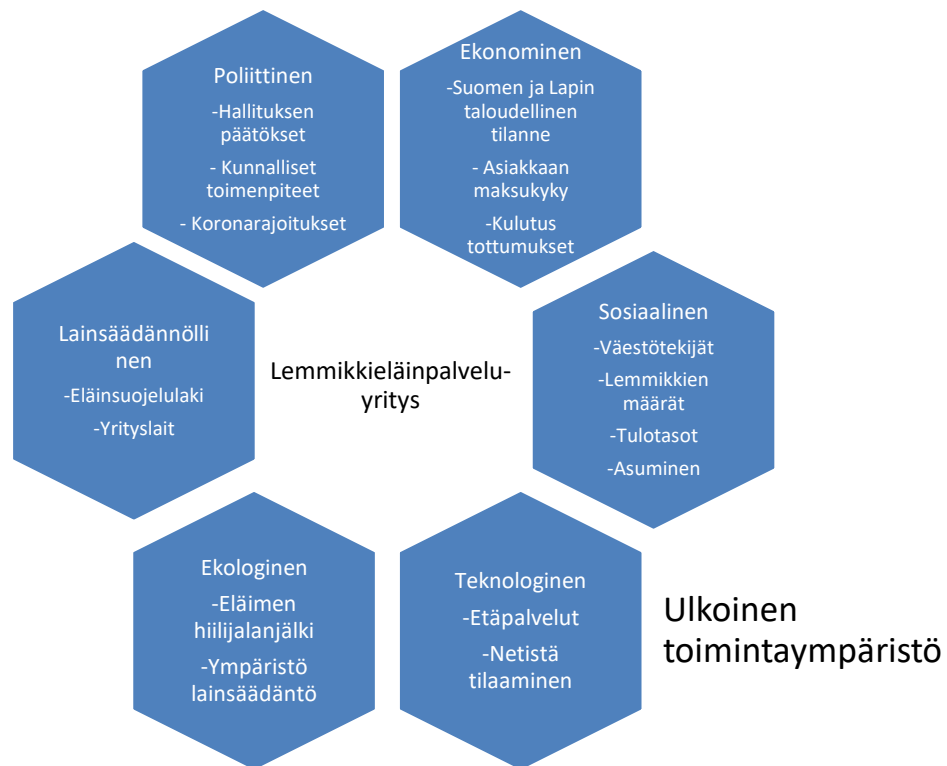 Poliittinen
-Hallituksen
päätökset
- Kunnalliset
toimenpiteet
- Koronarajoitukset
Ekonominen
-Suomen ja Lapin
taloudellinen
tilanne
- Asiakkaan
maksukyky
- Kulutus
tottumukset
Lainsäädännölli
nen
-Eläinsuojelulaki
-Yrityslait
Lemmikkieläinpalvelu-
yritys
Sosiaalinen
-Väestötekijät
-Lemmikkien
määrät
-Tulotasot
-Asuminen
Ekologinen
-Eläimen
hiilijalanjälki
-Ympäristö
lainsäädäntö
Teknologinen
-Etäpalvelut
-Netistä
tilaaminen
Ulkoinen
toimintaympäristö